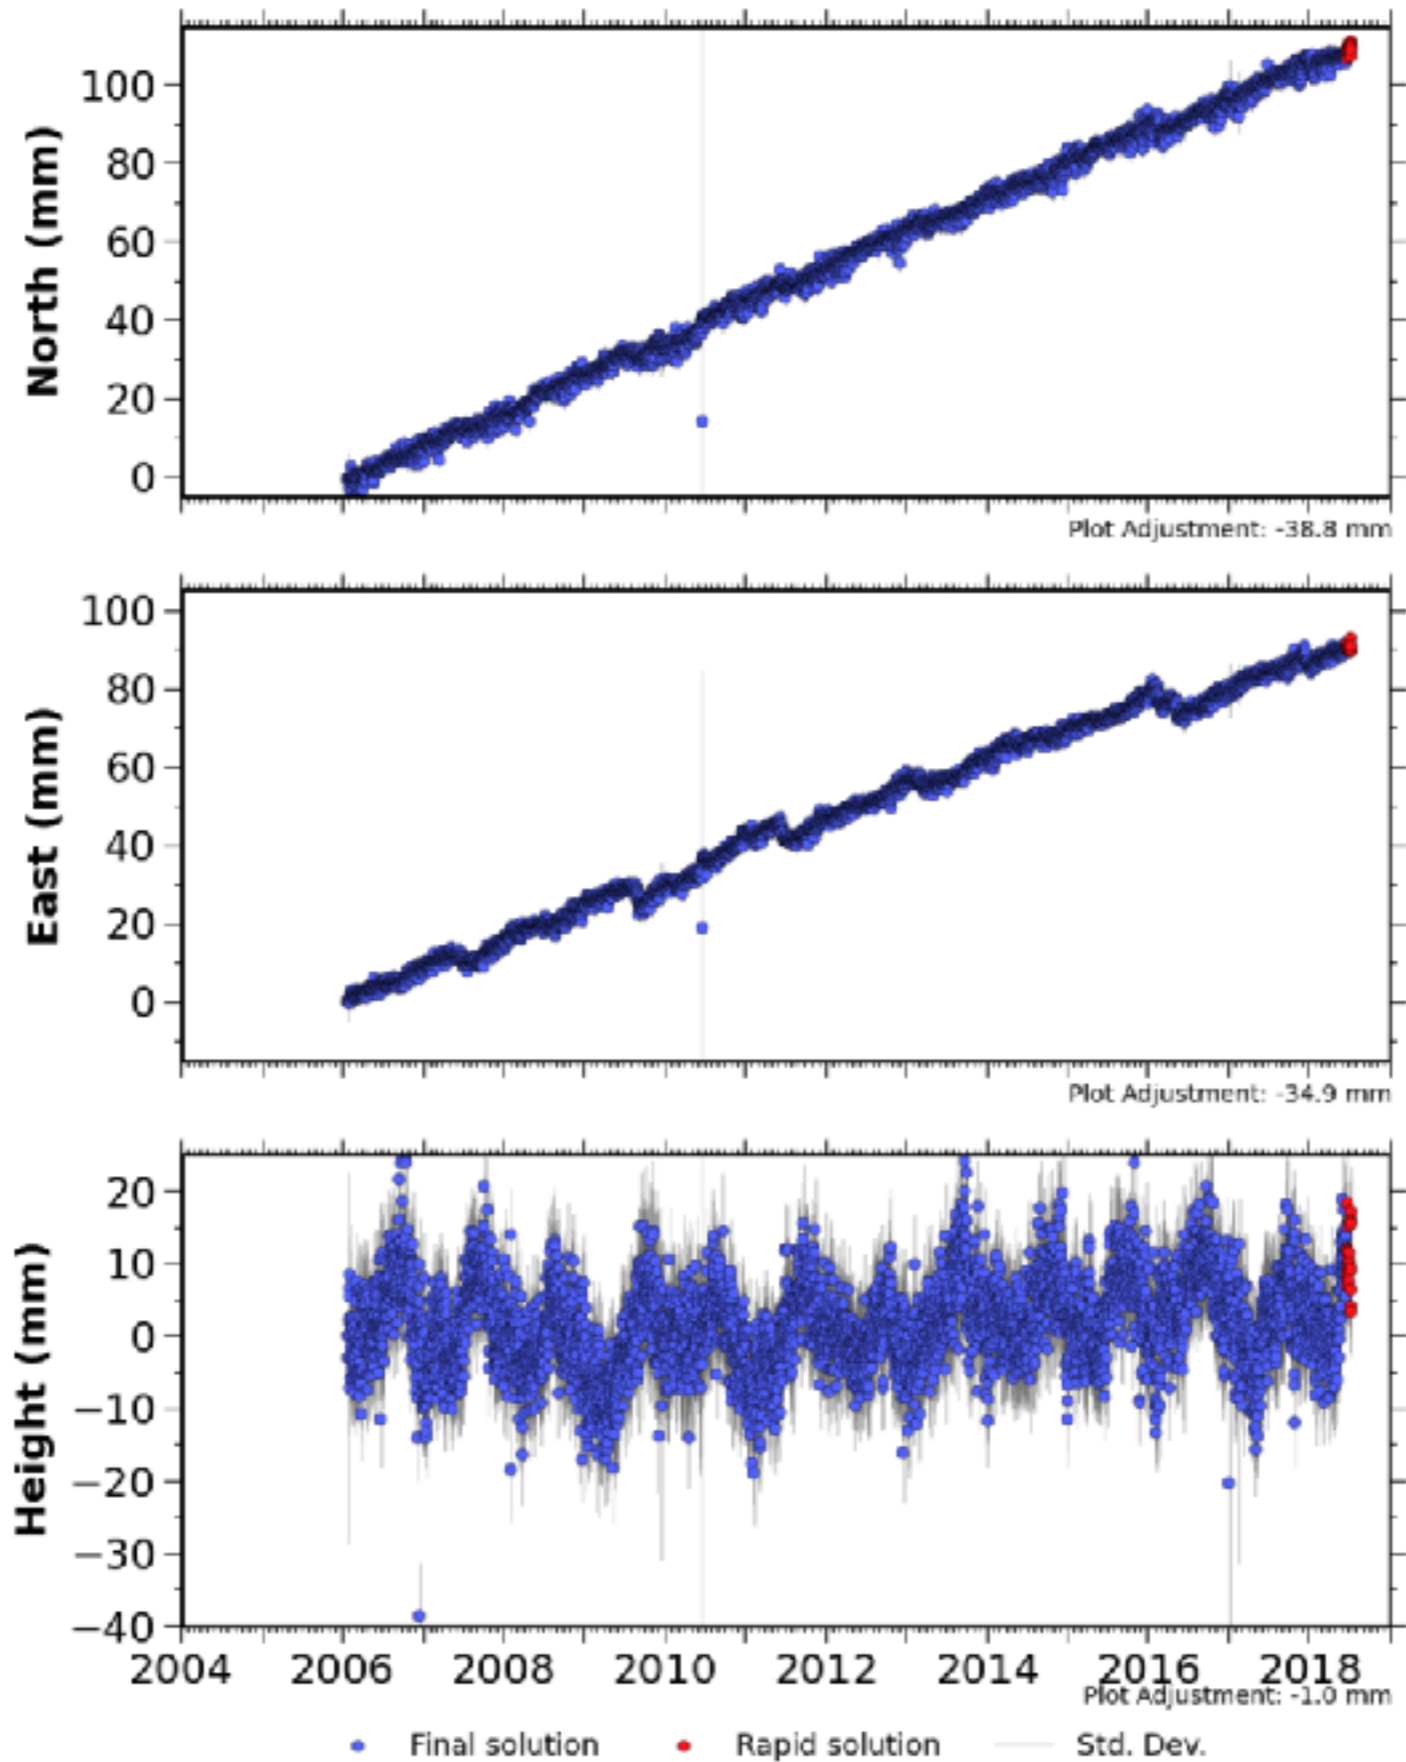 North (mm)
100
80
60
40
20
0
Plot Adjustment: -38.8 mm
East (mm)
100
80
60
40
20
0
Plot Adjustment: -34.9 mm
Height (mm)
20
10
0
−10
−20
−30
−40
2004 2006 2008 2010 2012 2014 2016 2018
Plot Adjustment: -1.0 mm
Final solution Rapid solution Std. Dev.